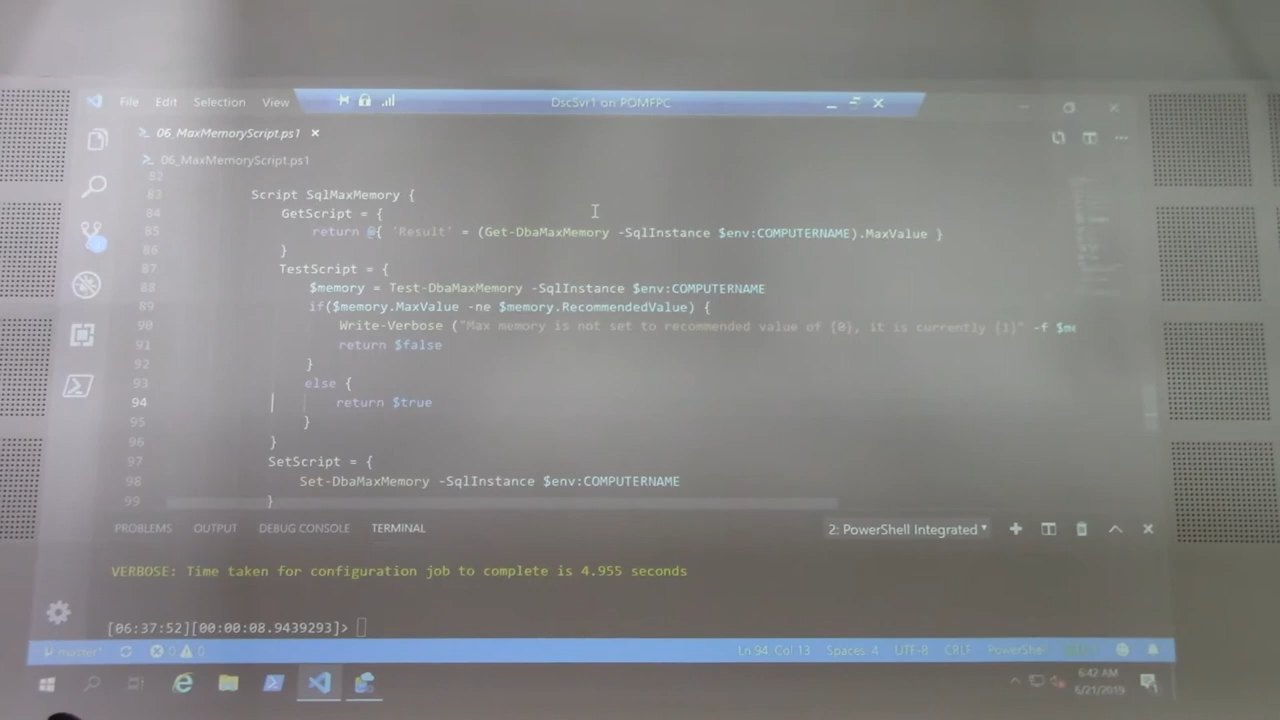 File Edit Selection View
DscSvr1 on POMFPC
06_MaxMemoryScript.ps1
06_MaxMemoryScript.ps1
82
83 Script SqlMaxMemory {
84 GetScript = {
85 return @{ 'Result' = (Get-DbaMaxMemory -SqlInstance $env:COMPUTERNAME).MaxValue }
86 }
87 TestScript = {
88 $memory = Test-DbaMaxMemory -SqlInstance $env:COMPUTERNAME
89 if($memory.MaxValue -ne $memory.RecommendedValue) {
90 Write-Verbose ("Max memory is not set to recommended value of {0}, it is currently {1}" -f $me
91 return $false
92 }
93 else {
94 return $true
95 }
96 }
97 SetScript = {
98 Set-DbaMaxMemory -SqlInstance $env:COMPUTERNAME
99 }
PROBLEMS OUTPUT DEBUG CONSOLE TERMINAL 2: PowerShell Integrated
VERBOSE: Time taken for configuration job to complete is 4.955 seconds
[06:37:52][00:00:08.9439293]>
master* 0 0 Ln 94, Col 13 Spaces: 4 UTF-8 CRLF PowerShell
6:42 AM
6/21/2019